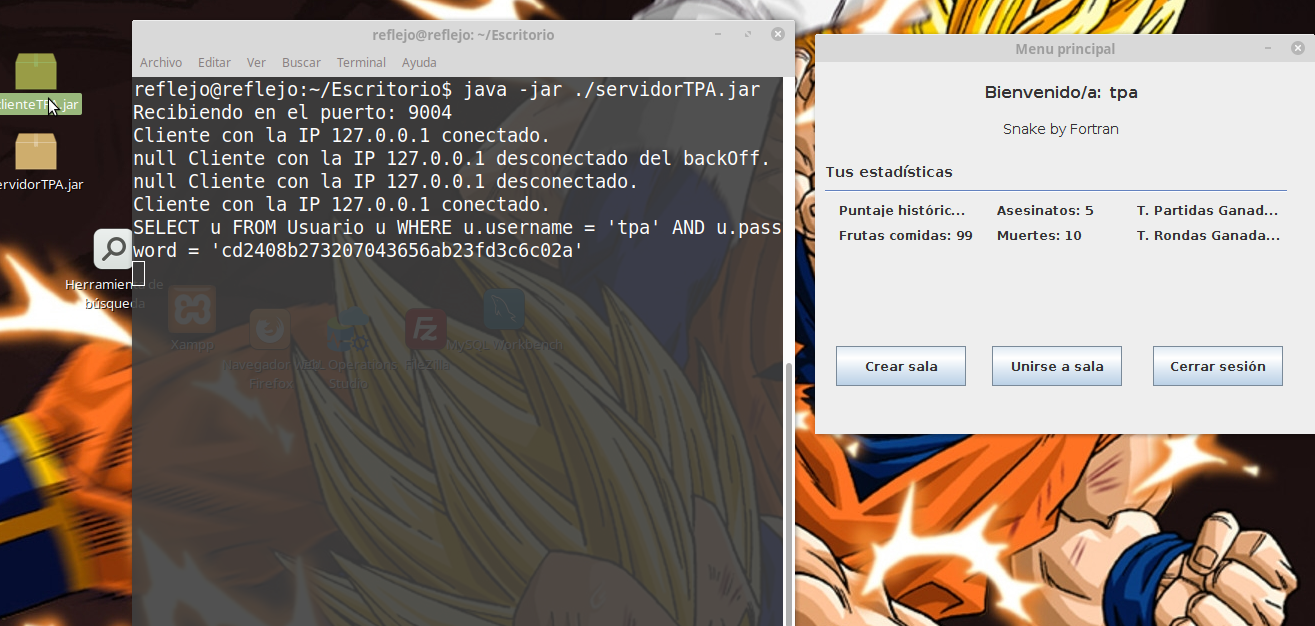 reflejo@reflejo: ~/Escritorio
Archivo Editar Ver Buscar Terminal Ayuda
reflejo@reflejo:~/Escritorio$ java -jar ./servidorTPA.jar
Recibiendo en el puerto: 9004
Cliente con la IP 127.0.0.1 conectado.
null Cliente con la IP 127.0.0.1 desconectado del backOff.
null Cliente con la IP 127.0.0.1 desconectado.
Cliente con la IP 127.0.0.1 conectado.
SELECT u FROM Usuario u WHERE u.username = 'tpa' AND u.pass
word = 'cd2408b273207043656ab23fd3c6c02a'
lienteTPA.jar
ervidorTPA.jar
Herramien de
búsqueda
Xampp
Navegador Web
Firefox
Operations
Studio
FileZilla
MySQL Workbench
Menu principal
Bienvenido/a: tpa
Snake by Fortran
Tus estadísticas
Puntaje históric... Asesinatos: 5 T. Partidas Ganad...
Frutas comidas: 99 Muertes: 10 T. Rondas Ganada...
Crear sala Unirse a sala Cerrar sesión